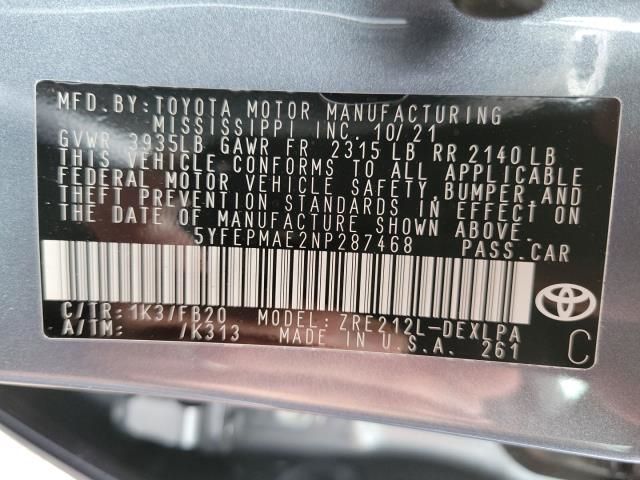 MFD.BY:TOYOTA MOTOR MANUFACTURING
MISSISSIPPI INC. 10/21
GVWR 3935LB GAWR FR 2315 LB RR 2140 LB
THIS VEHICLE CONFORMS TO ALL APPLICABLE
FEDERAL MOTOR VEHICLE SAFETY, BUMPER, AND
THEFT PREVENTION STANDARDS IN EFFECT ON
THE DATE OF MANUFACTURE SHOWN ABOVE.
5YFEPMAE2NP287468 PASS.CAR
C/TR: 1K3/FB20 MODEL: ZRE212L-DEXLPA
A/TM: /K313 MADE IN U.S.A. 261
C